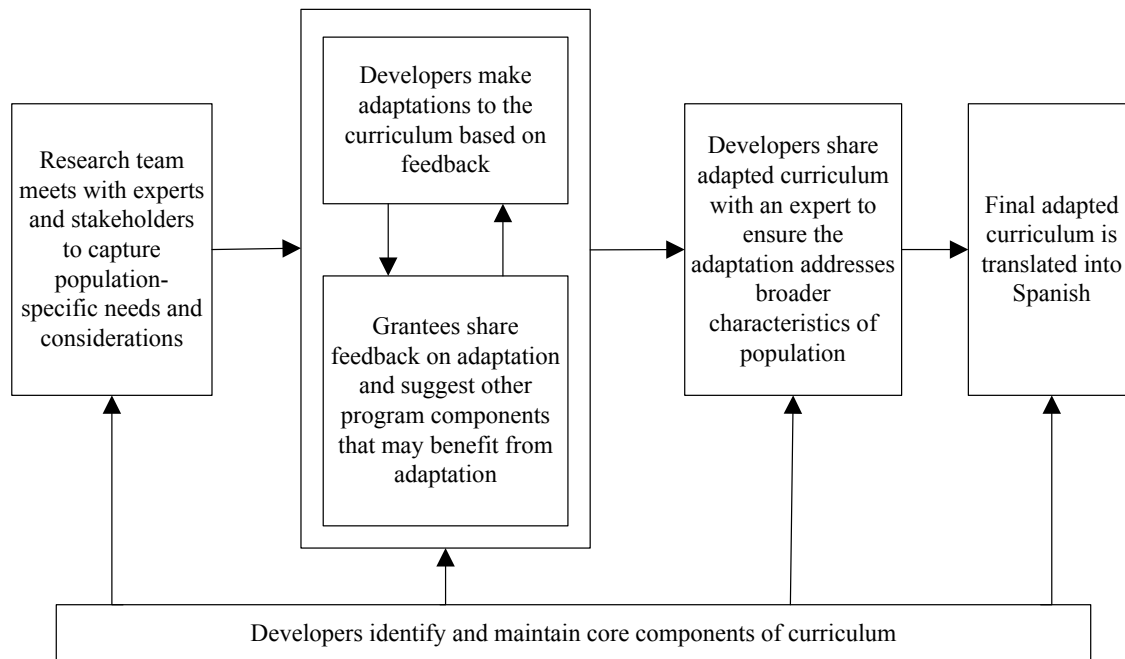 Research team
meets with experts
and stakeholders
to capture
population-
specific needs and
considerations
Developers make
adaptations to the
curriculum based on
feedback
Grantees share
feedback on adaptation
and suggest other
program components
that may benefit from
adaptation
Developers share
adapted curriculum
with an expert to
ensure the
adaptation addresses
broader
characteristics of
population
Final adapted
curriculum is
translated into
Spanish
Developers identify and maintain core components of curriculum